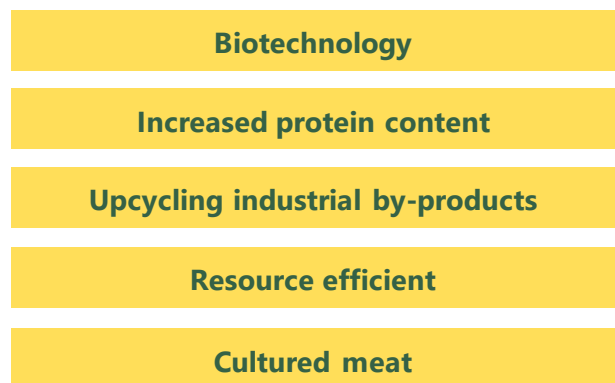 Biotechnology
Increased protein content
Upcycling industrial by-products
Resource efficient
Cultured meat